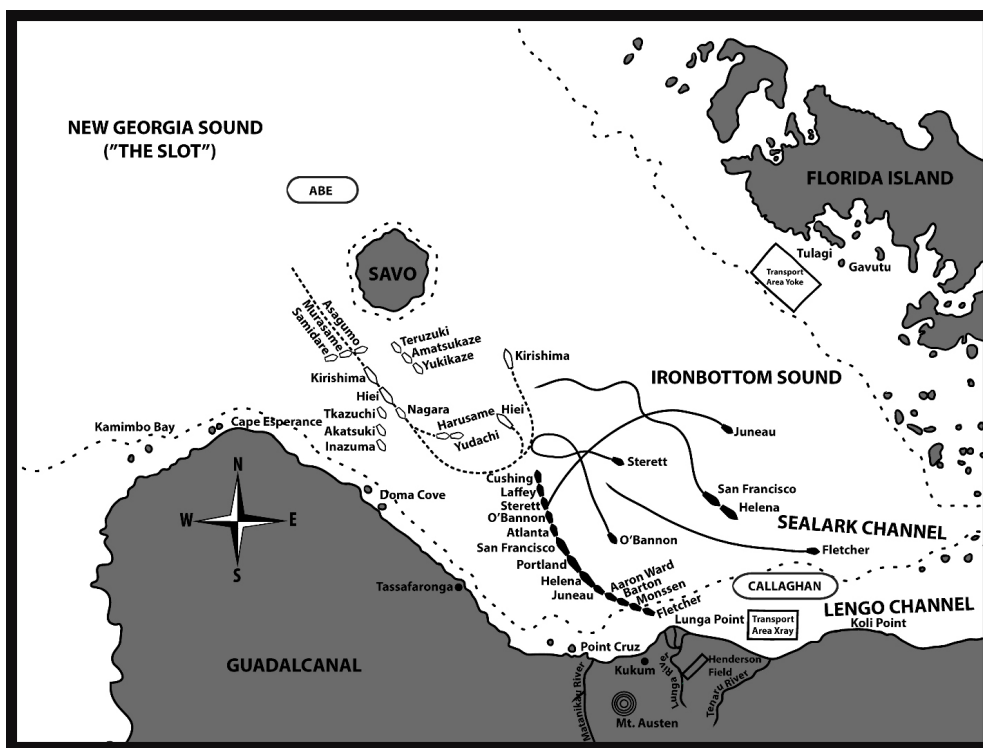 NEW GEORGIA SOUND
("THE SLOT")
ABE
SAVO
FLORIDA ISLAND
Tulagi
Gavutu
Transport
Area Yoke
Asagumo
Murasame
Samidare
Teruzuki
Amatsukaze
Yukikaze
Kirishima
Kirishima
Hiei
IRONBOTTOM SOUND
Tkazuchi
Nagara
Harusame
Hiei
Akatsuki
Yudachi
Inazuma
Juneau
Kamimbo Bay
Cape Esperance
Sterett
N
W
E
S
Doma Cove
Cushing
Laffey
Sterett
O'Bannon
Atlanta
San Francisco
Portland
Helena
Juneau
Aaron Ward
Barton
Monssen
Fletcher
San Francisco
Helena
O'Bannon
SEALARK CHANNEL
Fletcher
CALLAGHAN
Tassafaronga
LENGO CHANNEL
Koli Point
Lunga Point
Transport
Area Xray
Point Cruz
GUADALCANAL
Kukum
Henderson
Field
Matanikau River
Lunga River
Tenaru River
Mt. Austen